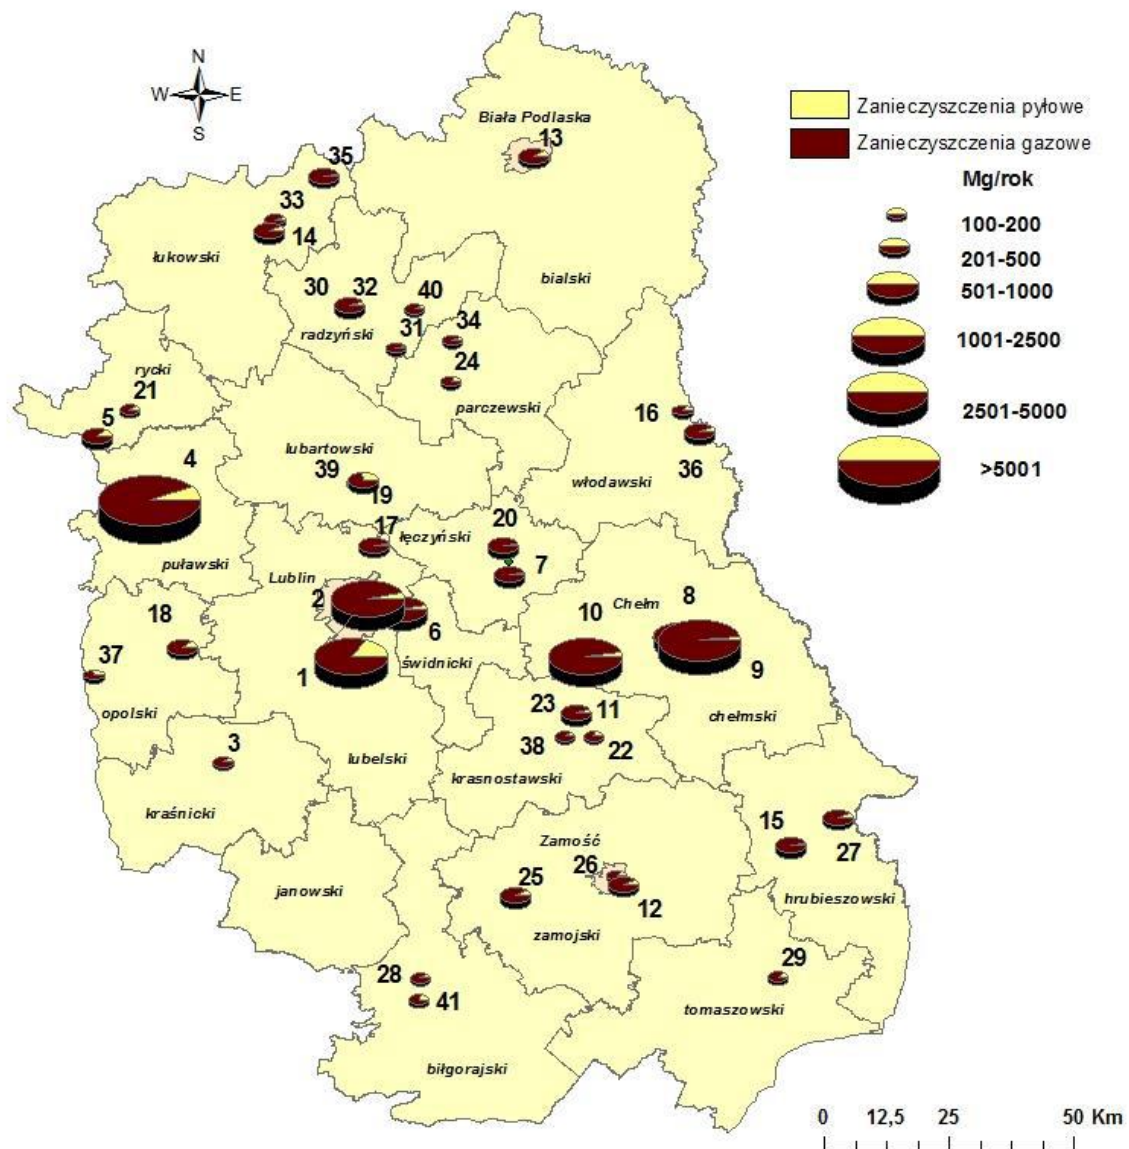 N
W E
S
Zanieczyszczenia pyłowe
Zanieczyszczenia gazowe
Mg/rok
100-200
201-500
501-1000
1001-2500
2501-5000
>5001
Biała Podlaska
13
35
33
14
łukowski
bialski
30 32 40
radzyński 31 34
24
parczewski
rycki
21
5
16
36
włodawski
lubartowski
39
19
4
puławski
17 łęczyński 20
7
Lublin
2
6
świdnicki
1
18
37
opolski
10 Chełm 8
9
chełmski
23 11
38 22
krasnostawski
lubelski
3
kraśnicki
janowski
15
27
hrubieszowski
Zamość
26
25
12
zamojski
28
41
biłgorajski
29
tomaszowski
0 12,5 25 50 Km